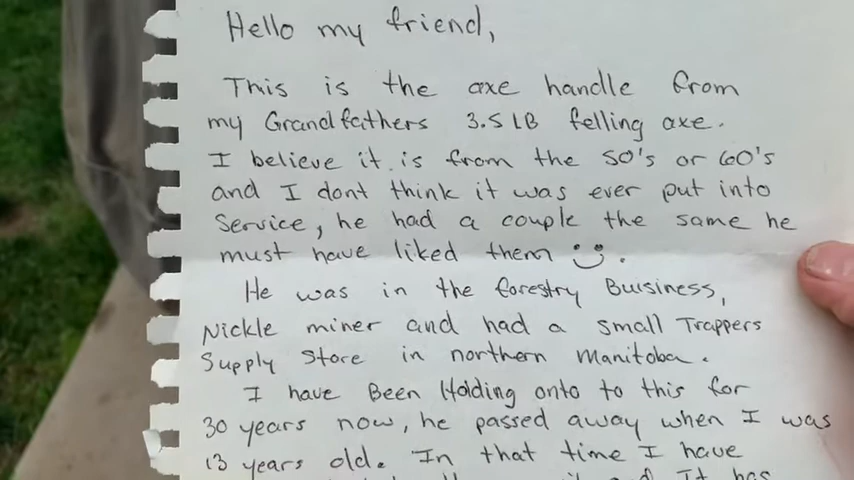 Hello my friend,
This is the axe handle from
my Grandfathers 3.5 LB felling axe.
I believe it is from the 50's or 60's
and I dont think it was ever put into
Service, he had a couple the same he
must have liked them :).
He was in the forestry Buisiness,
Nickle miner and had a small Trappers
Supply Store in northern Manitoba.
I have Been Holding onto to this for
30 years now, he passed away when I was
13 years old. In that time I have
It has